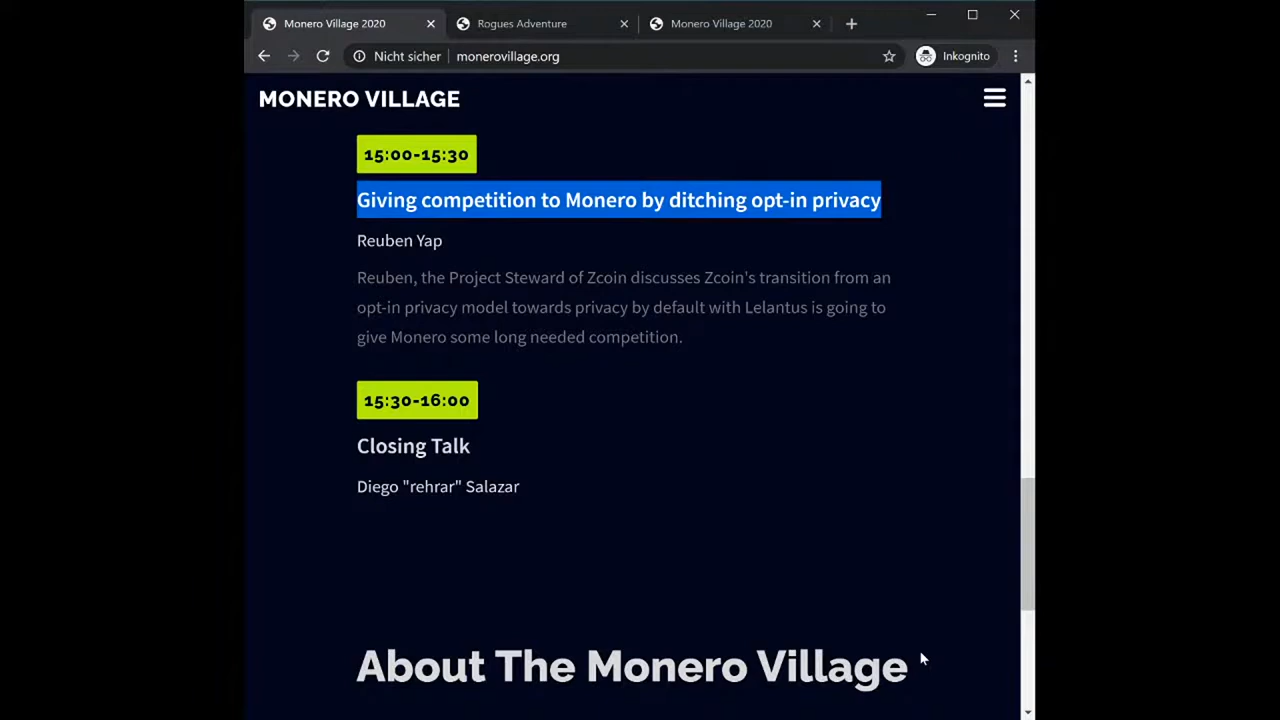 Monero Village 2020
Rogues Adventure
Monero Village 2020
Nicht sicher
monerovillage.org
Inkognito
MONERO VILLAGE
15:00-15:30
Giving competition to Monero by ditching opt-in privacy
Reuben Yap
Reuben, the Project Steward of Zcoin discusses Zcoin's transition from an
opt-in privacy model towards privacy by default with Lelantus is going to
give Monero some long needed competition.
15:30-16:00
Closing Talk
Diego "rehrar" Salazar
About The Monero Village